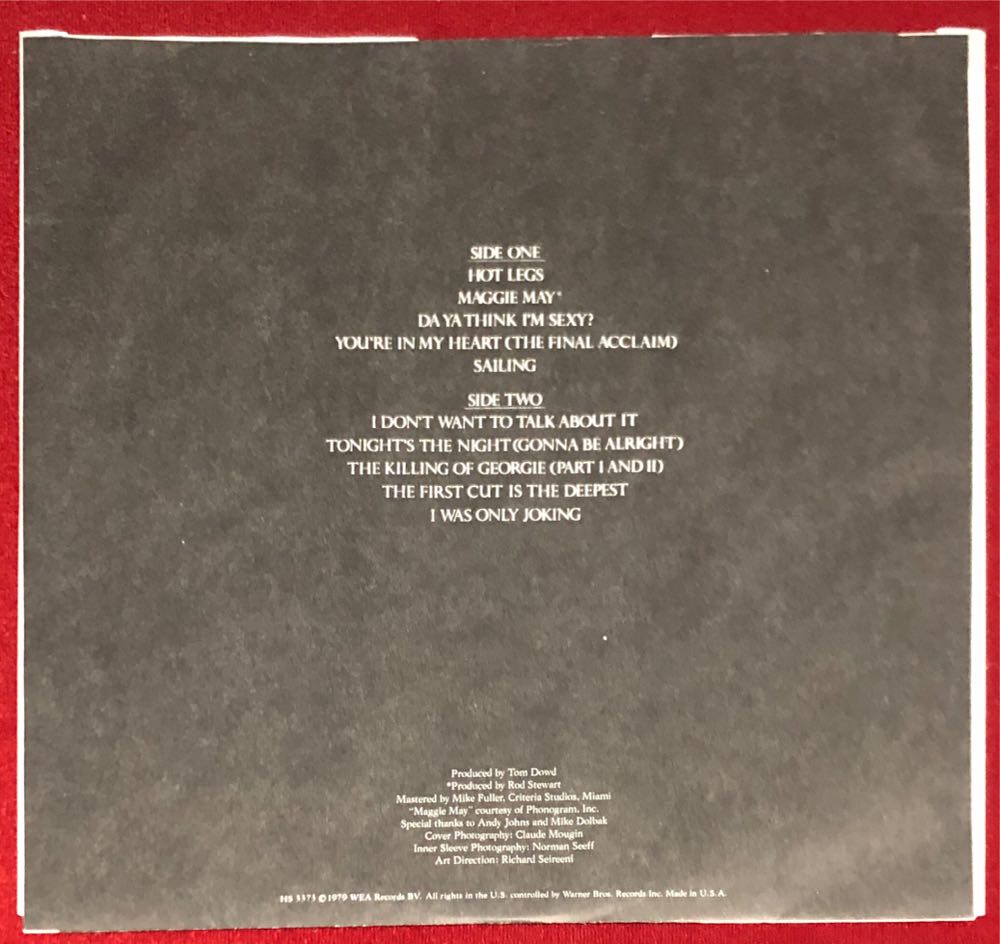 SIDE ONE
HOT LEGS
MAGGIE MAY*
DA YA THINK I'M SEXY?
YOU'RE IN MY HEART (THE FINAL ACCLAIM)
SAILING
SIDE TWO
I DON'T WANT TO TALK ABOUT IT
TONIGHT'S THE NIGHT (GONNA BE ALRIGHT)
THE KILLING OF GEORGIE (PART I AND II)
THE FIRST CUT IS THE DEEPEST
I WAS ONLY JOKING
Produced by Tom Dowd
*Produced by Rod Stewart
Mastered by Mike Fuller, Criteria Studios, Miami
"Maggie May" courtesy of Phonogram, Inc.
Special thanks to Andy Johns and Mike Dolbak
Cover Photography: Claude Mougin
Inner Sleeve Photography: Norman Seeff
Art Direction: Richard Seireeni
HS 3373 © 1979 WEA Records BV. All rights in the U.S. controlled by Warner Bros. Records Inc. Made in U.S.A.